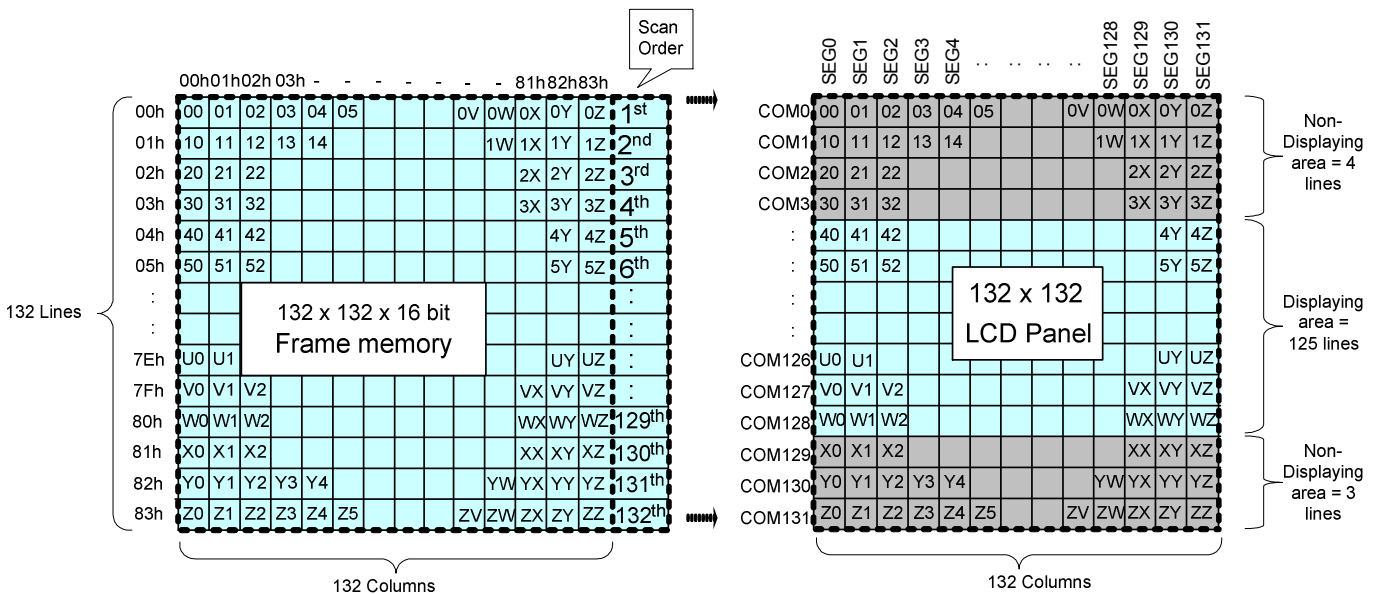 Scan
Order
00h 01h 02h 03h - - - - - - - 81h 82h 83h
SEG0 SEG1 SEG2 SEG3 SEG4 .. .. .. .. SEG128 SEG129 SEG130 SEG131
00h 00 01 02 03 04 05 0V 0W 0X 0Y 0Z 1st
01h 10 11 12 13 14 1W 1X 1Y 1Z 2nd
02h 20 21 22 2X 2Y 2Z 3rd
03h 30 31 32 3X 3Y 3Z 4th
04h 40 41 42 4Y 4Z 5th
05h 50 51 52 5Y 5Z 6th
: :
: :
7Eh U0 U1 UY UZ :
7Fh V0 V1 V2 VX VY VZ :
80h W0 W1 W2 WX WY WZ 129th
81h X0 X1 X2 XX XY XZ 130th
82h Y0 Y1 Y2 Y3 Y4 YW YX YY YZ 131th
83h Z0 Z1 Z2 Z3 Z4 Z5 ZV ZW ZX ZY ZZ 132th
132 Lines
132 x 132 x 16 bit
Frame memory
132 Columns
COM0 00 01 02 03 04 05 0V 0W 0X 0Y 0Z
COM1 10 11 12 13 14 1W 1X 1Y 1Z
COM2 20 21 22 2X 2Y 2Z
COM3 30 31 32 3X 3Y 3Z
: 40 41 42 4Y 4Z
: 50 51 52 5Y 5Z
:
:
COM126 U0 U1 UY UZ
COM127 V0 V1 V2 VX VY VZ
COM128 W0 W1 W2 WX WY WZ
COM129 X0 X1 X2 XX XY XZ
COM130 Y0 Y1 Y2 Y3 Y4 YW YX YY YZ
COM131 Z0 Z1 Z2 Z3 Z4 Z5 ZV ZW ZX ZY ZZ
132 x 132
LCD Panel
132 Columns
Non-
Displaying
area = 4
lines
Displaying
area =
125 lines
Non-
Displaying
area = 3
lines